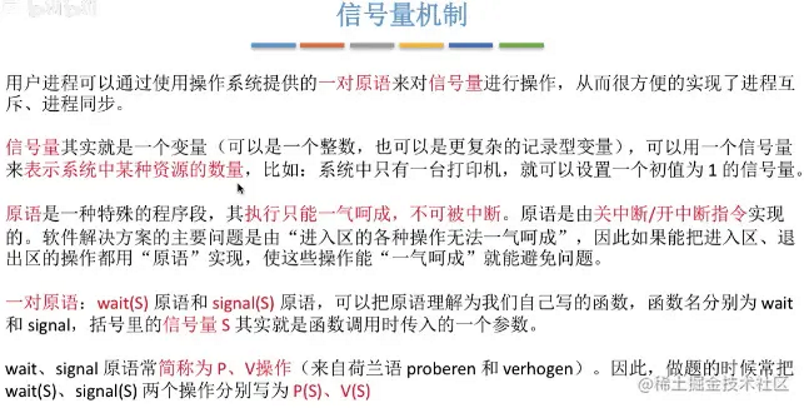 bilibili
信号量机制
用户进程可以通过使用操作系统提供的一对原语来对信号量进行操作，从而很方便的实现了进程互
斥、进程同步。
信号量其实就是一个变量（可以是一个整数，也可以是更复杂的记录型变量），可以用一个信号量
来表示系统中某种资源的数量，比如：系统中只有一台打印机，就可以设置一个初值为 1 的信号量。
原语是一种特殊的程序段，其执行只能一气呵成，不可被中断。原语是由关中断/开中断指令实现
的。软件解决方案的主要问题是由“进入区的各种操作无法一气呵成”，因此如果能把进入区、退
出区的操作都用“原语”实现，使这些操作能“一气呵成”就能避免问题。
一对原语：wait(S) 原语和 signal(S) 原语，可以把原语理解为我们自己写的函数，函数名分别为 wait
和 signal，括号里的信号量 S 其实就是函数调用时传入的一个参数。
wait、signal 原语常简称为 P、V操作（来自荷兰语 proberen 和 verhogen）。因此，做题的时候常把
wait(S)、signal(S) 两个操作分别写为 P(S)、V(S)
@稀土掘金技术社区